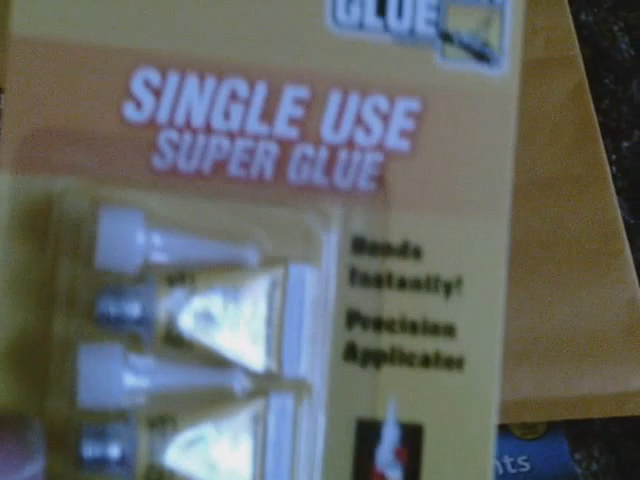 GLUE
SINGLE USE
SUPER GLUE
Bonds
Instantly!
Precision
Applicator
nts